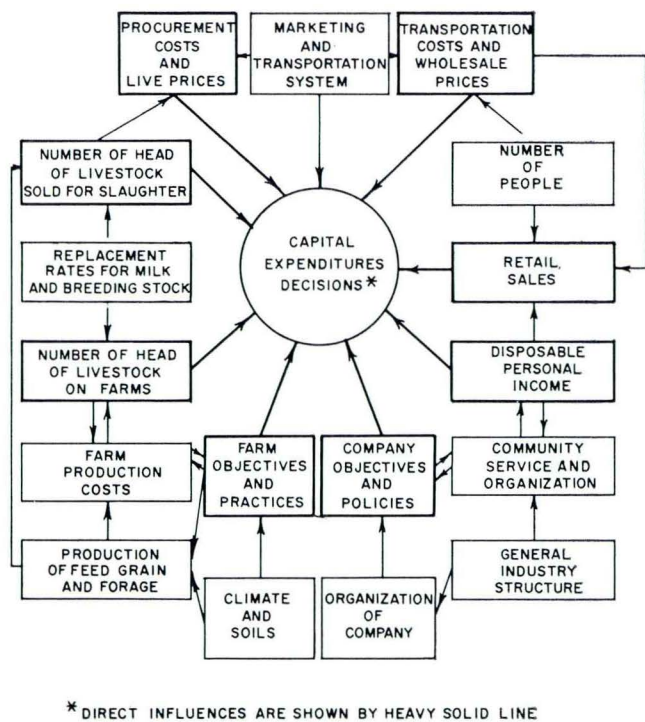 PROCUREMENT
COSTS
AND
LIVE PRICES
MARKETING
AND
TRANSPORTATION
SYSTEM
TRANSPORTATION
COSTS AND
WHOLESALE
PRICES
NUMBER OF HEAD
OF LIVESTOCK
SOLD FOR SLAUGHTER
NUMBER
OF
PEOPLE
REPLACEMENT
RATES FOR MILK
AND BREEDING STOCK
CAPITAL
EXPENDITURES
DECISIONS*
RETAIL
SALES
NUMBER OF HEAD
OF LIVESTOCK
ON FARMS
DISPOSABLE
PERSONAL
INCOME
FARM
PRODUCTION
COSTS
FARM
OBJECTIVES
AND
PRACTICES
COMPANY
OBJECTIVES
AND
POLICIES
COMMUNITY
SERVICE AND
ORGANIZATION
PRODUCTION
OF FEED GRAIN
AND FORAGE
CLIMATE
AND
SOILS
ORGANIZATION
OF
COMPANY
GENERAL
INDUSTRY
STRUCTURE
*DIRECT INFLUENCES ARE SHOWN BY HEAVY SOLID LINE